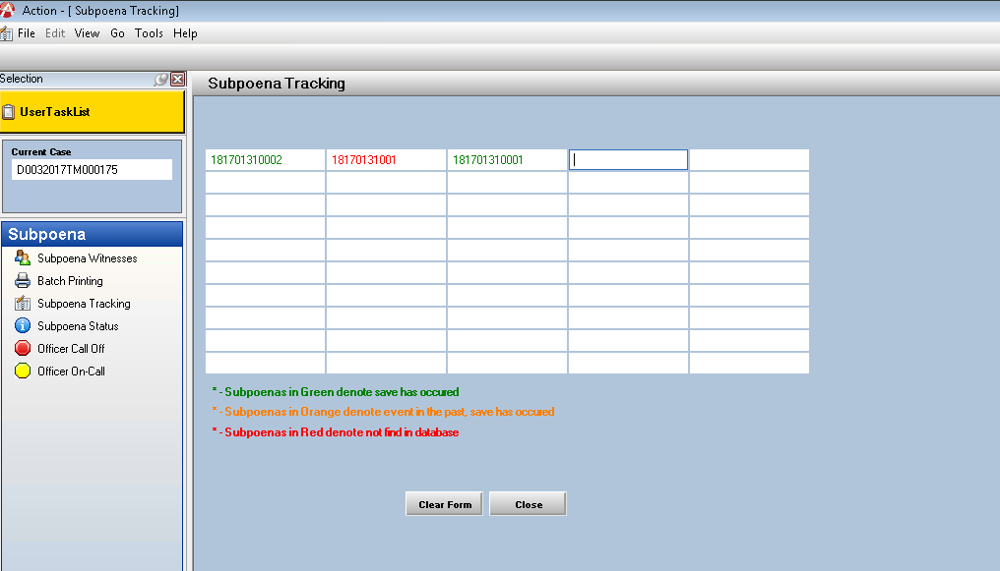 Action - [ Subpoena Tracking]
File Edit View Go Tools Help
Selection
UserTaskList
Current Case
D0032017TM000175
Subpoena
Subpoena Witnesses
Batch Printing
Subpoena Tracking
Subpoena Status
Officer Call Off
Officer On-Call
Subpoena Tracking
181701310002 18170131001 181701310001
* - Subpoenas in Green denote save has occured
* - Subpoenas in Orange denote event in the past, save has occured
* - Subpoenas in Red denote not find in database
Clear Form Close